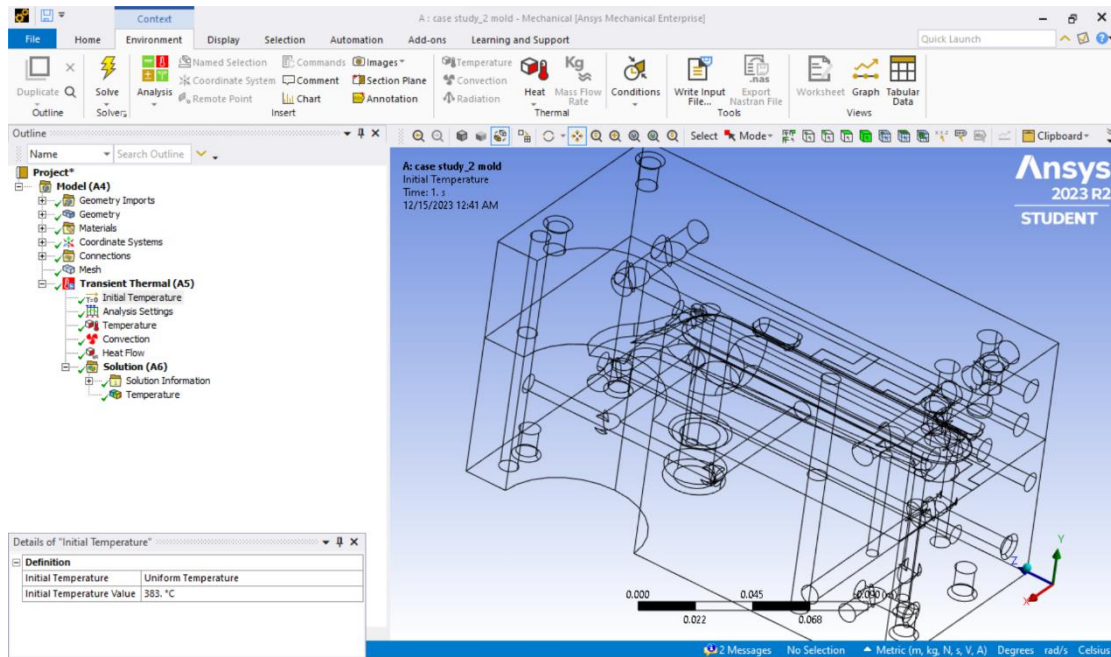 Context
A : case study_2 mold - Mechanical [Ansys Mechanical Enterprise]
File Home Environment Display Selection Automation Add-ons Learning and Support Quick Launch
Duplicate Q
Outline
Solve
Solvers
Analysis
Named Selection
Coordinate System
Remote Point
Commands
Comment
Chart
Images
Section Plane
Annotation
Insert
Temperature
Convection
Radiation
Heat
Mass Flow
Rate
Thermal
Kg
Conditions
Write Input
File...
.nas
Export
Nastran File
Tools
Worksheet Graph Tabular
Data
Views
Outline
Name Search Outline
Select Mode Clipboard
Project*
Model (A4)
Geometry Imports
Geometry
Materials
Coordinate Systems
Connections
Mesh
Transient Thermal (A5)
T=0 Initial Temperature
Analysis Settings
Temperature
Convection
Heat Flow
Solution (A6)
Solution Information
Temperature
A: case study_2 mold
Initial Temperature
Time: 1. s
12/15/2023 12:41 AM
Ansys
2023 R2
STUDENT
Details of "Initial Temperature"
Definition
Initial Temperature Uniform Temperature
Initial Temperature Value 383. °C
0.000 0.045 0.090 (m)
0.022 0.068
Y
Z
X
2 Messages No Selection Metric (m, kg, N, s, V, A) Degrees rad/s Celsius